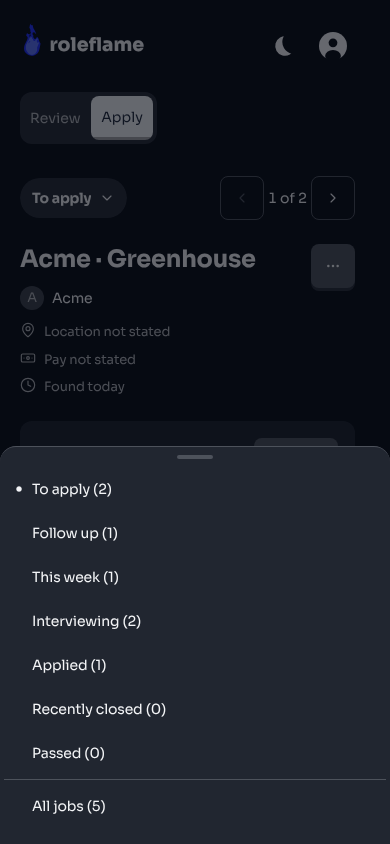 roleflame
Review Apply
To apply
1 of 2
Acme · Greenhouse
...
A Acme
Location not stated
Pay not stated
Found today
To apply (2)
Follow up (1)
This week (1)
Interviewing (2)
Applied (1)
Recently closed (0)
Passed (0)
All jobs (5)